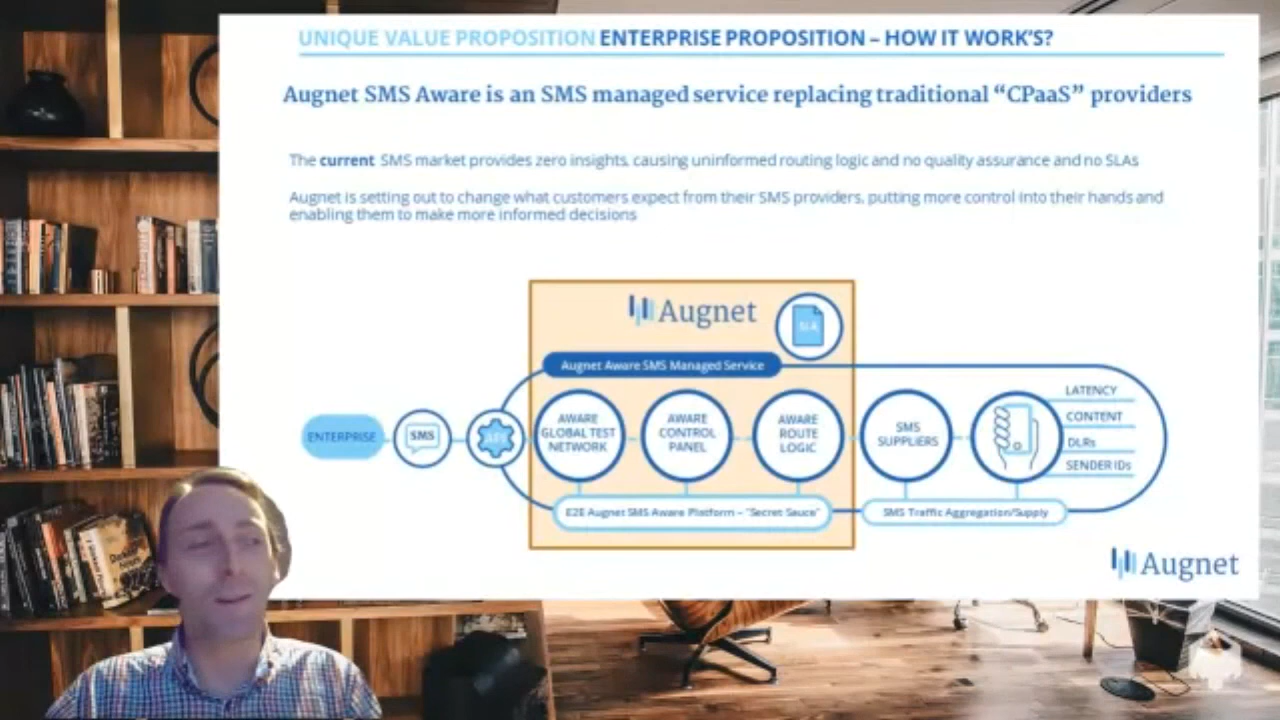 UNIQUE VALUE PROPOSITION ENTERPRISE PROPOSITION – HOW IT WORK'S?
Augnet SMS Aware is an SMS managed service replacing traditional “CPaaS” providers
The current SMS market provides zero insights, causing uninformed routing logic and no quality assurance and no SLAs
Augnet is setting out to change what customers expect from their SMS providers, putting more control into their hands and
enabling them to make more informed decisions
Augnet
Augnet Aware SMS Managed Service
ENTERPRISE
SMS
API
AWARE
GLOBAL TEST
NETWORK
AWARE
CONTROL
PANEL
AWARE
ROUTE
LOGIC
SMS
SUPPLIERS
LATENCY
CONTENT
DLRs
SENDER IDs
E2E Augnet SMS Aware Platform – "Secret Sauce"
SMS Traffic Aggregation/Supply
Augnet